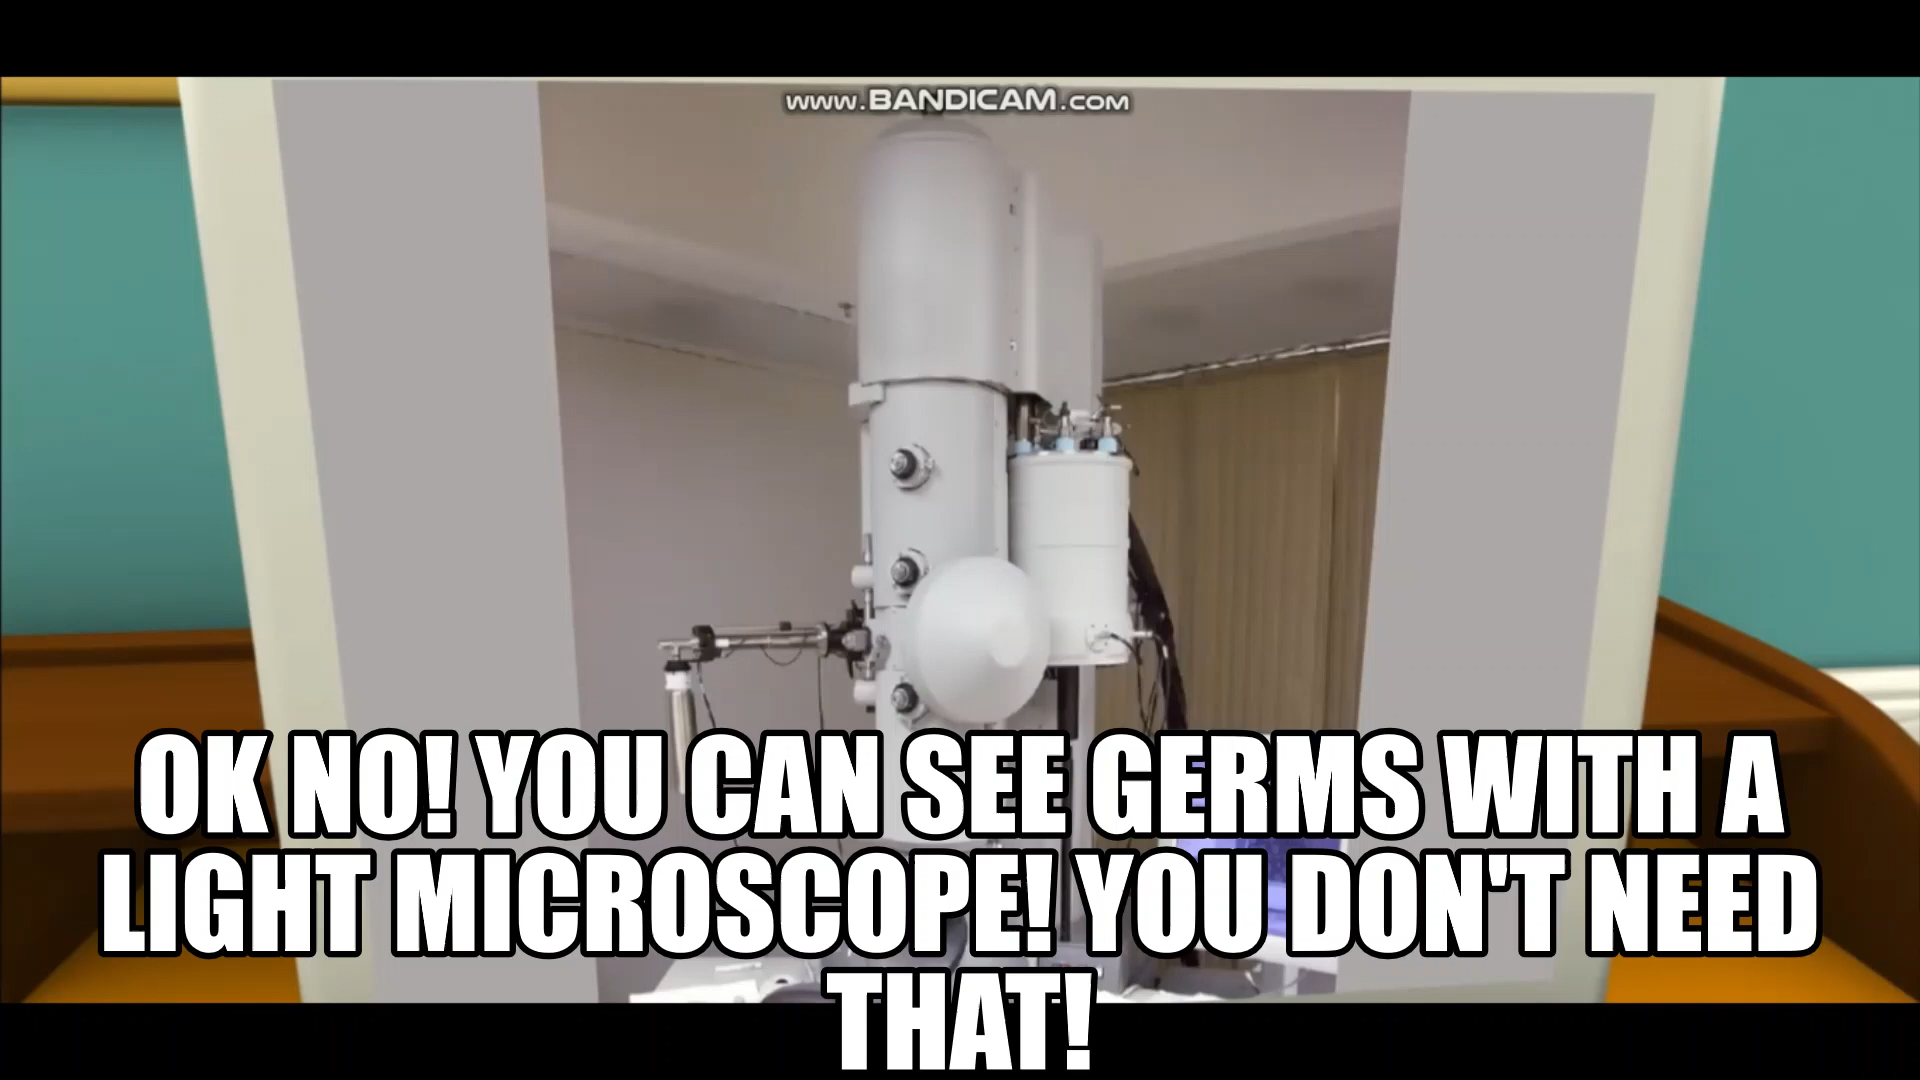 www.BANDICAM.com
OK NO! YOU CAN SEE GERMS WITH A
LIGHT MICROSCOPE! YOU DON'T NEED
THAT!